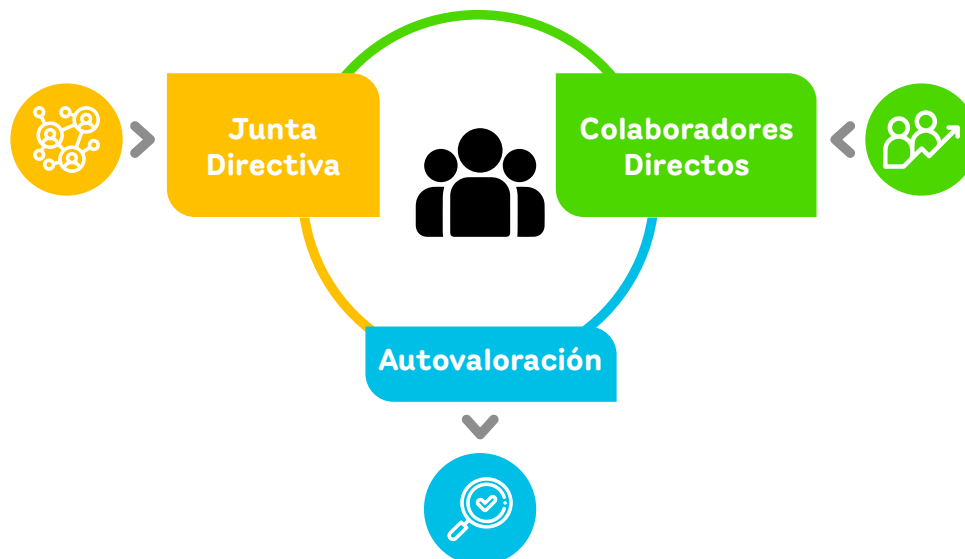 Junta
Directiva
Colaboradores
Directos
Autovaloración